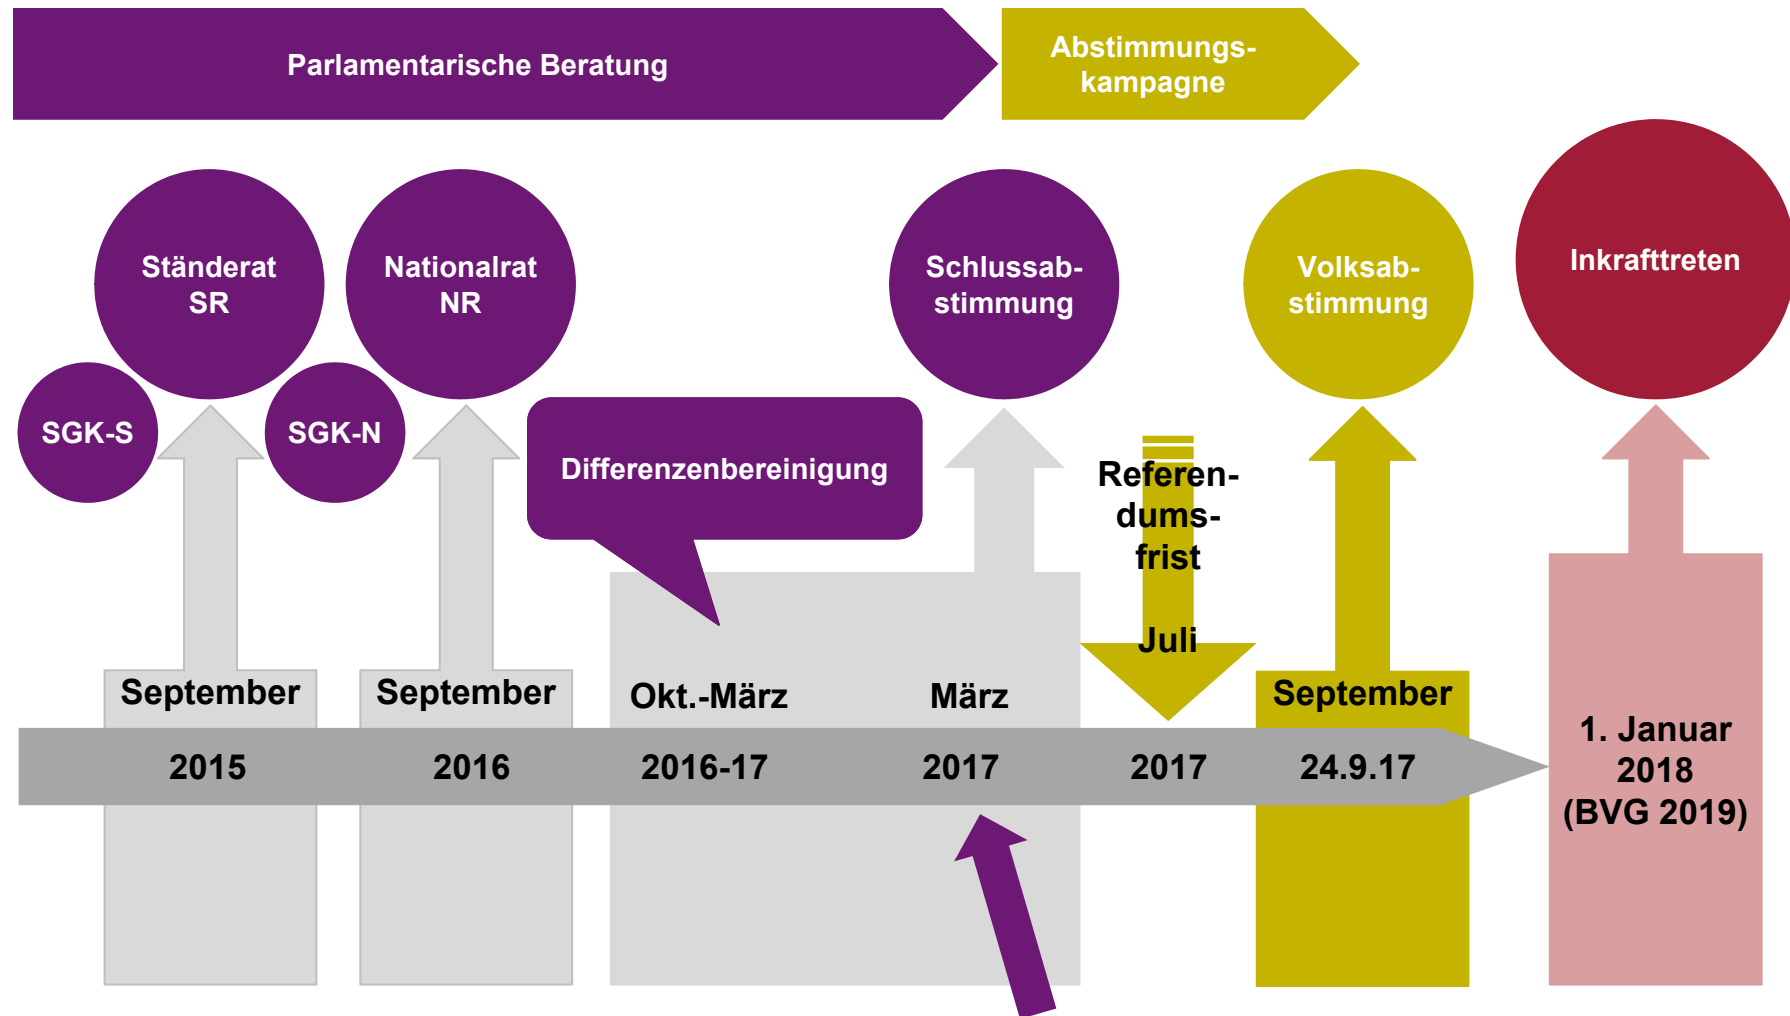 Parlamentarische Beratung
Abstimmungs-
kampagne
Ständerat
SR
Nationalrat
NR
Schlussab-
stimmung
Volksab-
stimmung
Inkrafttreten
SGK-S
SGK-N
Differenzenbereinigung
Referen-
dums-
frist
Juli
September
September
Okt.-März
März
September
2015
2016
2016-17
2017
2017
24.9.17
1. Januar
2018
(BVG 2019)